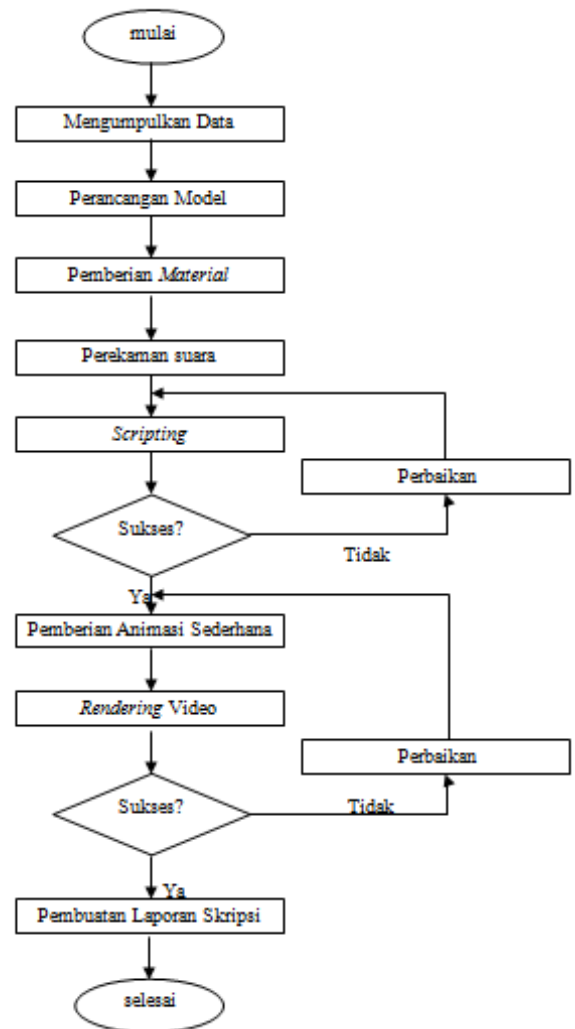 mulai
Mengumpulkan Data
Perancangan Model
Pemberian Material
Perekaman suara
Scripting
Perbaikan
Sukses?
Tidak
Ya
Pemberian Animasi Sederhana
Rendering Video
Perbaikan
Sukses?
Tidak
Ya
Pembuatan Laporan Skripsi
selesai